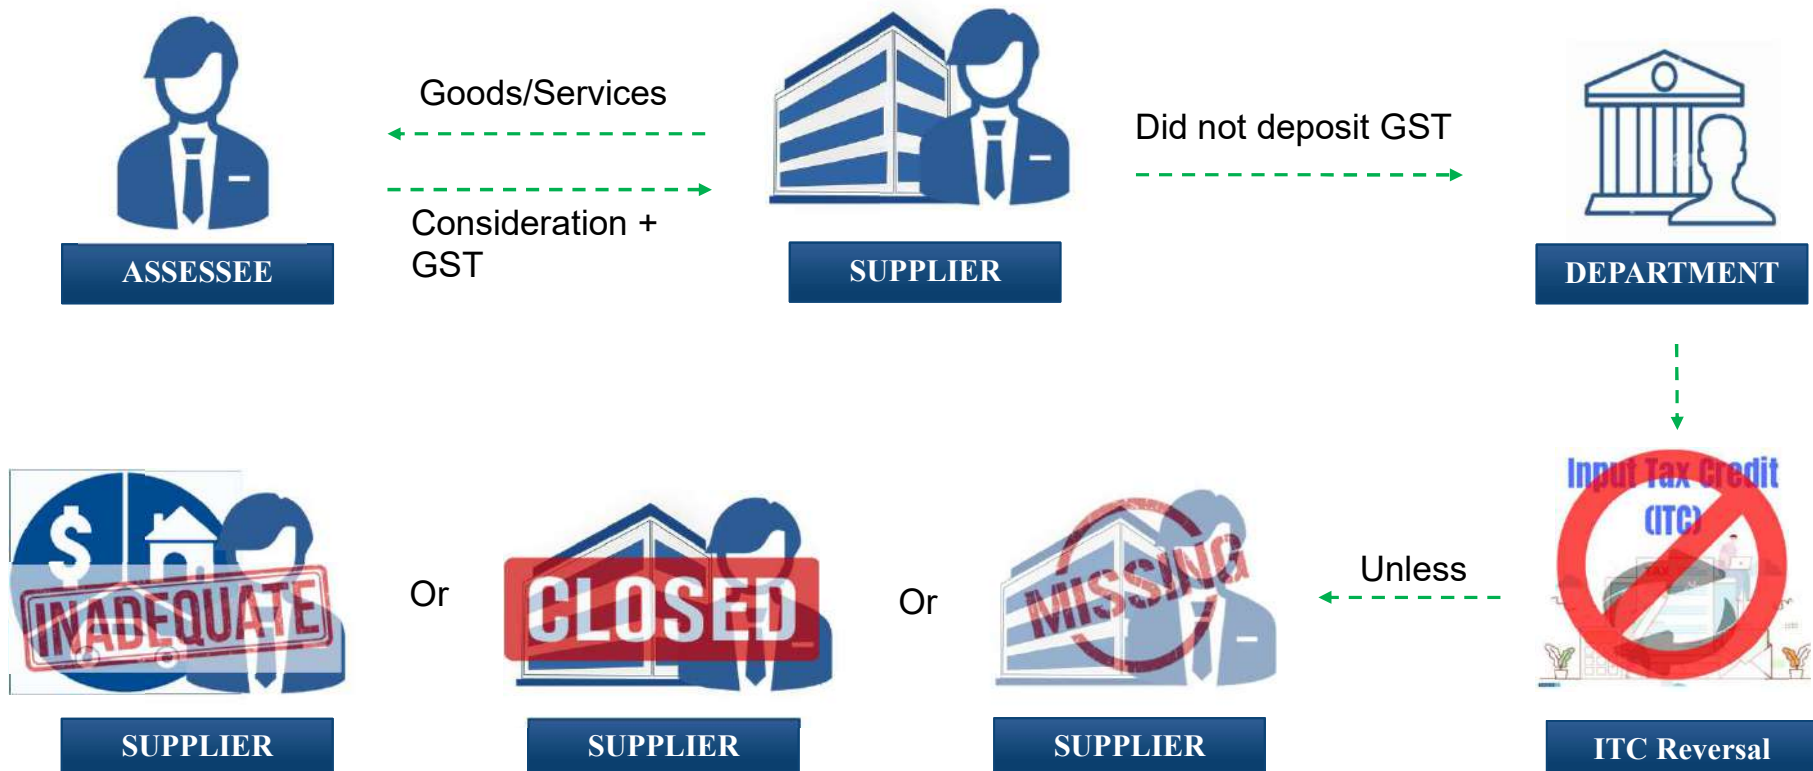 Goods/Services
Did not deposit GST
Consideration +
GST
ASSESSEE
SUPPLIER
DEPARTMENT
Input Tax Credit
(ITC)
INADEQUATE
Or
CLOSED
Or
MISSING
Unless
SUPPLIER
SUPPLIER
SUPPLIER
ITC Reversal